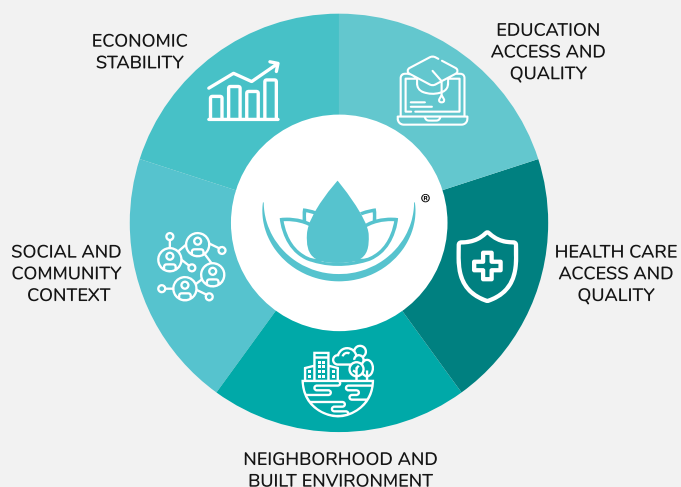 ECONOMIC
STABILITY
EDUCATION
ACCESS AND
QUALITY
®
SOCIAL AND
COMMUNITY
CONTEXT
HEALTH CARE
ACCESS AND
QUALITY
NEIGHBORHOOD AND
BUILT ENVIRONMENT